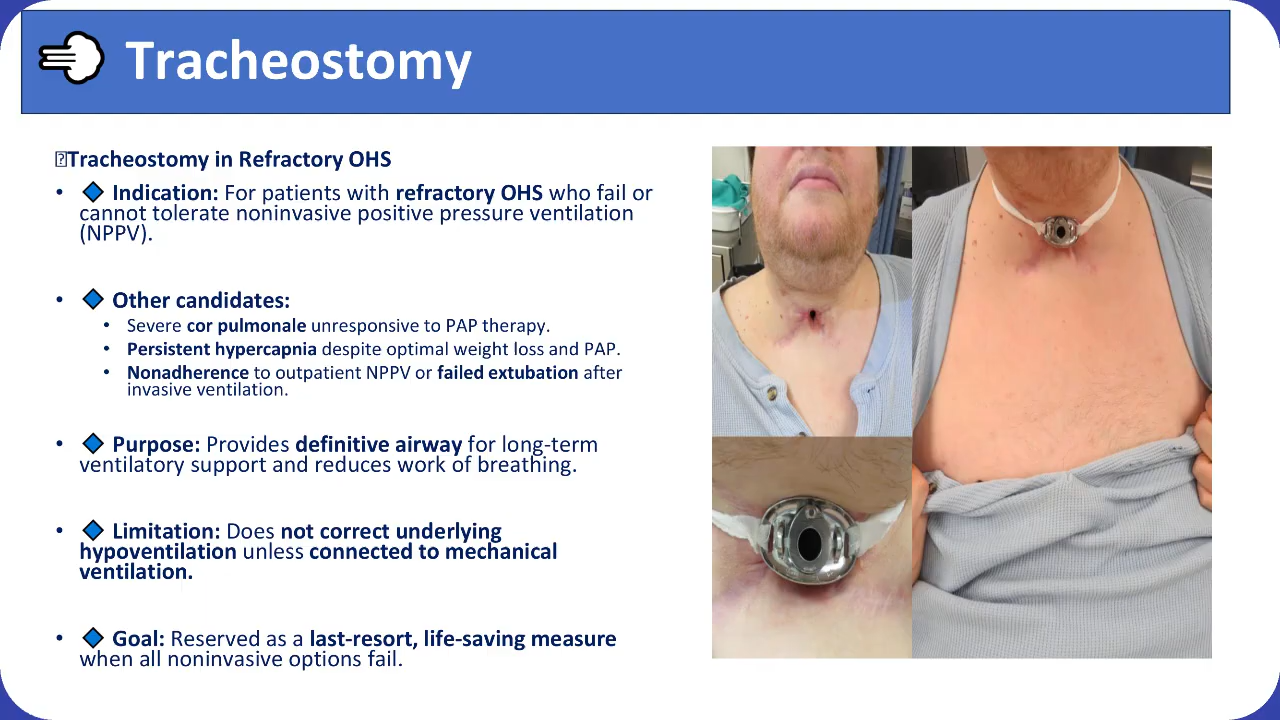 Tracheostomy
Tracheostomy in Refractory OHS
• 🔷 Indication: For patients with refractory OHS who fail or
cannot tolerate noninvasive positive pressure ventilation
(NPPV).
• 🔷 Other candidates:
• Severe cor pulmonale unresponsive to PAP therapy.
• Persistent hypercapnia despite optimal weight loss and PAP.
• Nonadherence to outpatient NPPV or failed extubation after
invasive ventilation.
• 🔷 Purpose: Provides definitive airway for long-term
ventilatory support and reduces work of breathing.
• 🔷 Limitation: Does not correct underlying
hypoventilation unless connected to mechanical
ventilation.
• 🔷 Goal: Reserved as a last-resort, life-saving measure
when all noninvasive options fail.